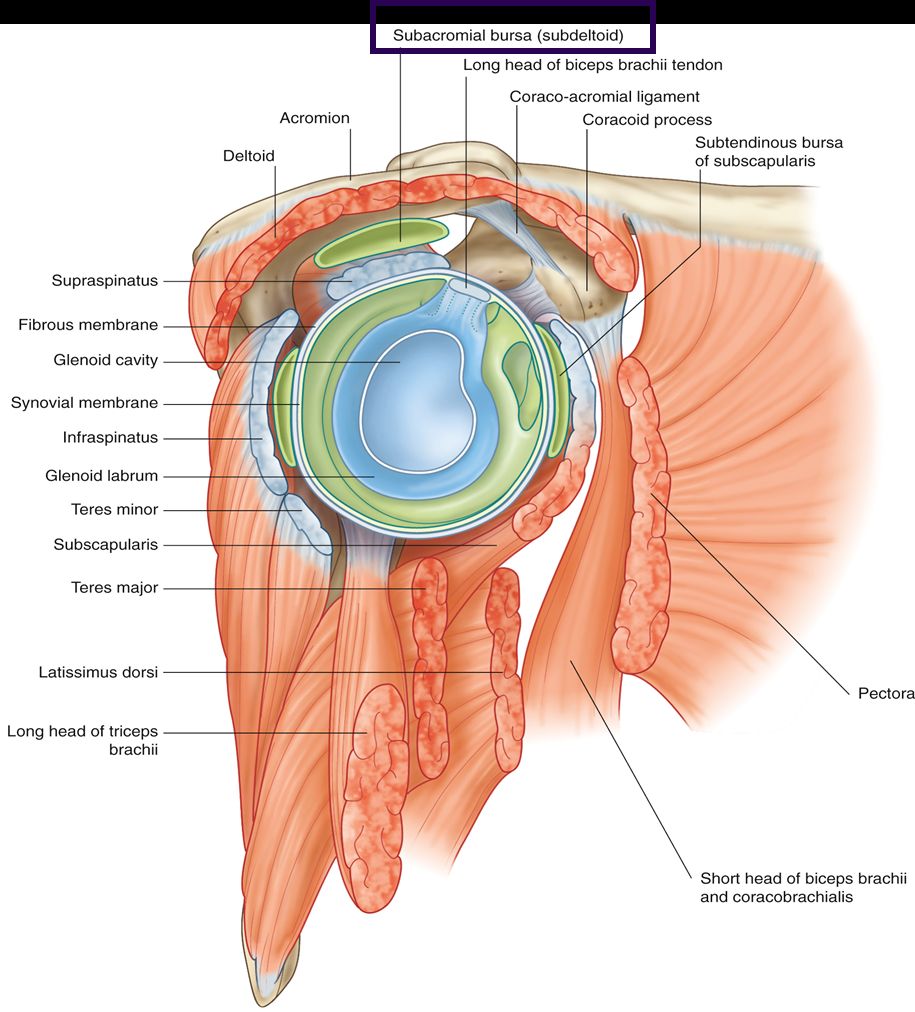 Subacromial bursa (subdeltoid)
Long head of biceps brachii tendon
Coraco-acromial ligament
Acromion
Coracoid process
Subtendinous bursa
of subscapularis
Deltoid
Supraspinatus
Fibrous membrane
Glenoid cavity
Synovial membrane
Infraspinatus
Glenoid labrum
Teres minor
Subscapularis
Teres major
Latissimus dorsi
Pectora
Long head of triceps
brachii
Short head of biceps brachii
and coracobrachialis